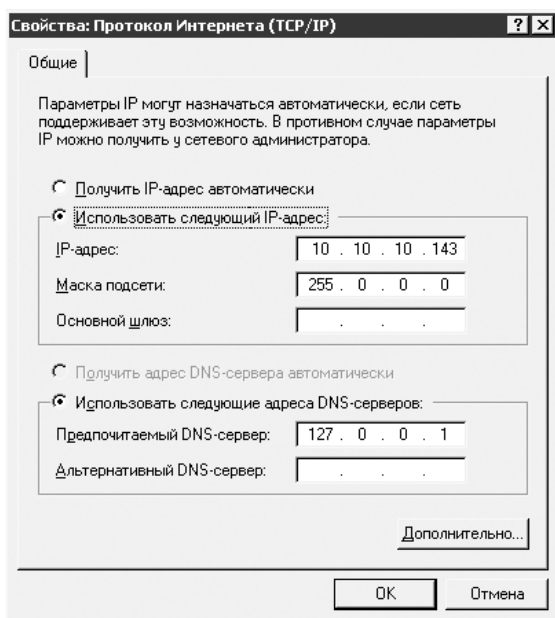 Свойства: Протокол Интернета (TCP/IP)
Общие
Параметры IP могут назначаться автоматически, если сеть
поддерживает эту возможность. В противном случае параметры
IP можно получить у сетевого администратора.
Получить IP-адрес автоматически
Использовать следующий IP-адрес:
IP-адрес: 10 . 10 . 10 . 143
Маска подсети: 255 . 0 . 0 . 0
Основной шлюз: . . .
Получить адрес DNS-сервера автоматически
Использовать следующие адреса DNS-серверов:
Предпочитаемый DNS-сервер: 127 . 0 . 0 . 1
Альтернативный DNS-сервер: . . .
Дополнительно...
OK Отмена